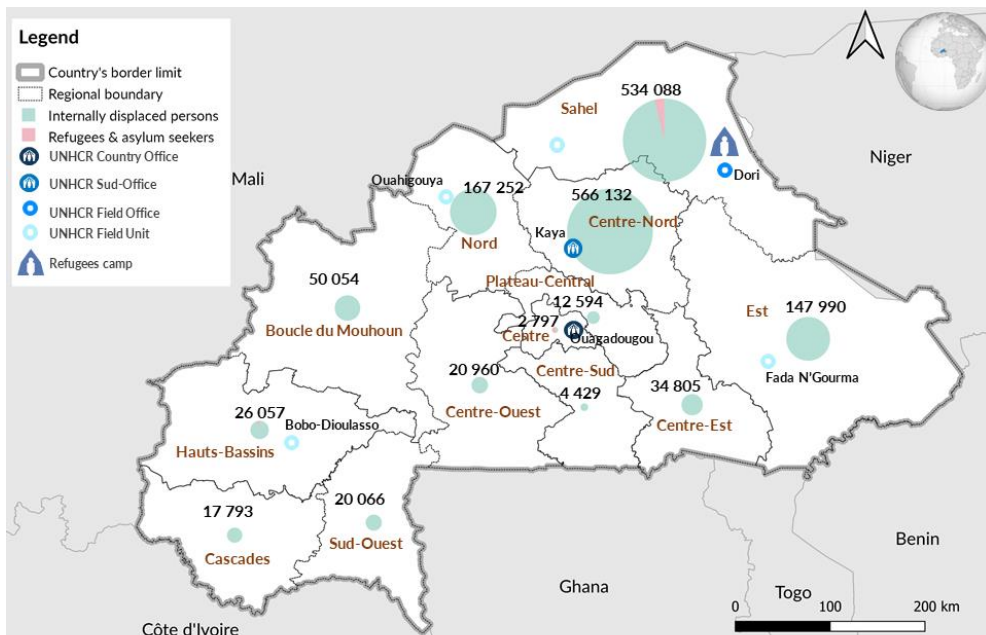 Legend
Country's border limit
Regional boundary
Internally displaced persons
Refugees & asylum seekers
UNHCR Country Office
UNHCR Sud-Office
UNHCR Field Office
UNHCR Field Unit
Refugees camp
Mali
Niger
Sahel
534 088
Dori
Ouahigouya
167 252
Nord
566 132
Centre-Nord
Kaya
Plateau-Central
12 594
50 054
Boucle du Mouhoun
2 797
Centre
Ouagadougou
Est
147 990
Fada N'Gourma
20 960
Centre-Ouest
Centre-Sud
4 429
34 805
Centre-Est
26 057
Bobo-Dioulasso
Hauts-Bassins
17 793
Cascades
20 066
Sud-Ouest
Benin
Ghana
Togo
Côte d'Ivoire
0 100 200 km